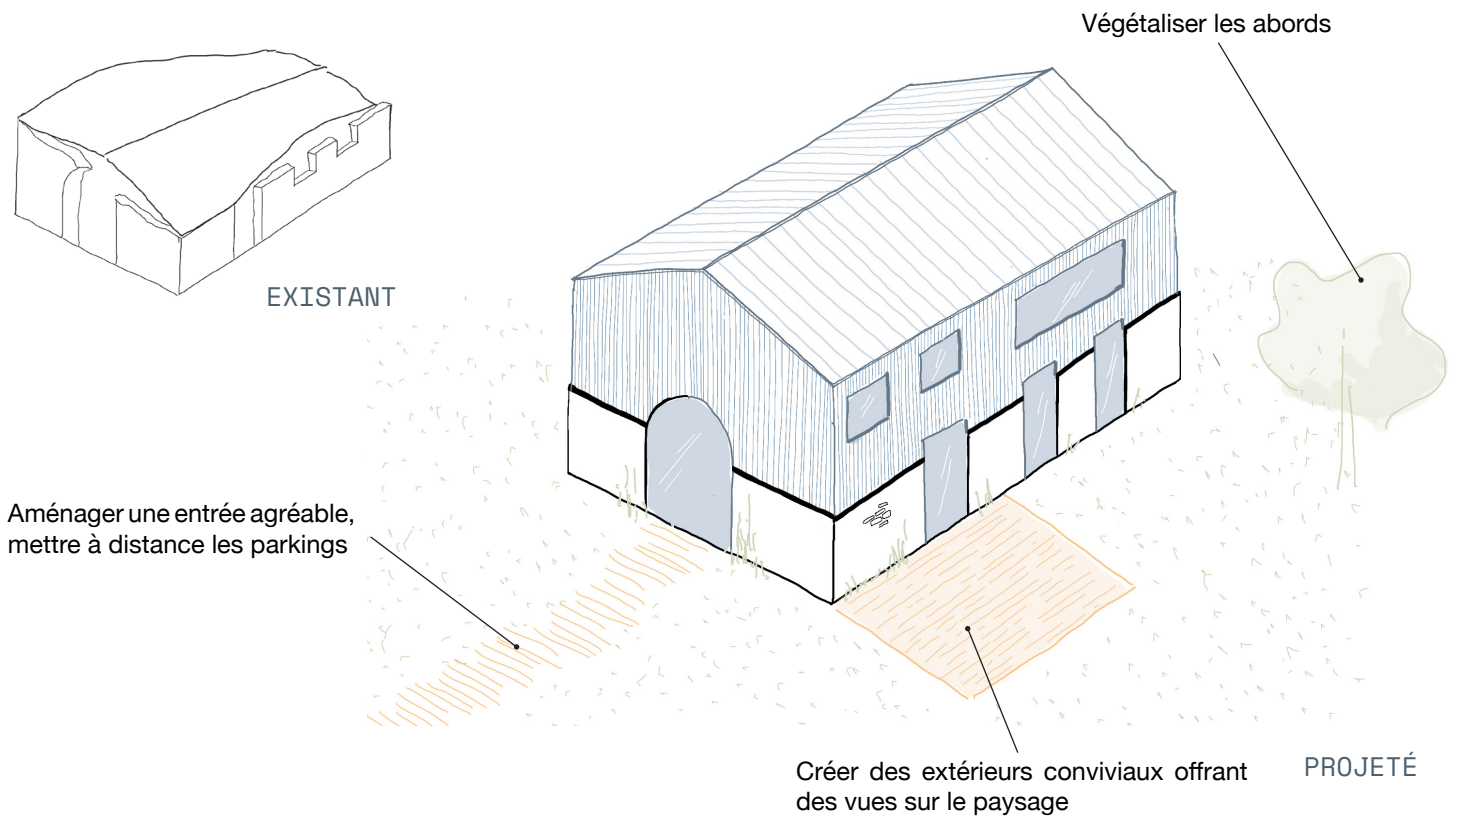 Végétaliser les abords
EXISTANT
Aménager une entrée agréable,
mettre à distance les parkings
Créer des extérieurs conviviaux offrant
des vues sur le paysage
PROJETÉ